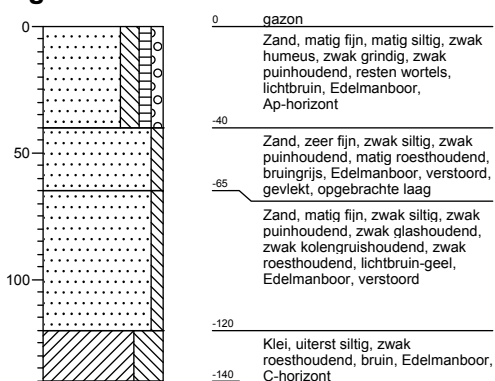 0 gazon
0
Zand, matig fijn, matig siltig, zwak
humeus, zwak grindig, zwak
puinhoudend, resten wortels,
lichtbruin, Edelmanboor,
Ap-horizont
-40
Zand, zeer fijn, zwak siltig, zwak
puinhoudend, matig roesthoudend,
bruingrijs, Edelmanboor, verstoord,
gevlekt, opgebrachte laag
50
-65
Zand, matig fijn, zwak siltig, zwak
puinhoudend, zwak glashoudend,
zwak kolengruishoudend, zwak
roesthoudend, lichtbruin-geel,
Edelmanboor, verstoord
100
-120
Klei, uiterst siltig, zwak
roesthoudend, bruin, Edelmanboor,
C-horizont
-140